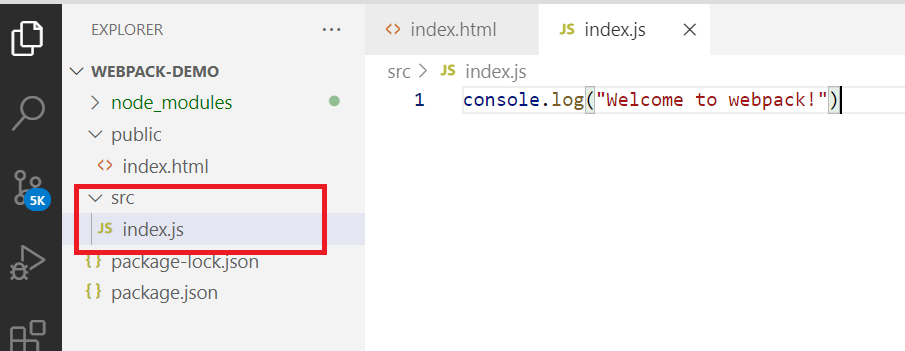 EXPLORER ...
WEBPACK-DEMO
node_modules
public
<> index.html
src
JS index.js
{} package-lock.json
{} package.json
5K
<> index.html
JS index.js
src > JS index.js
1 console.log("Welcome to webpack!")